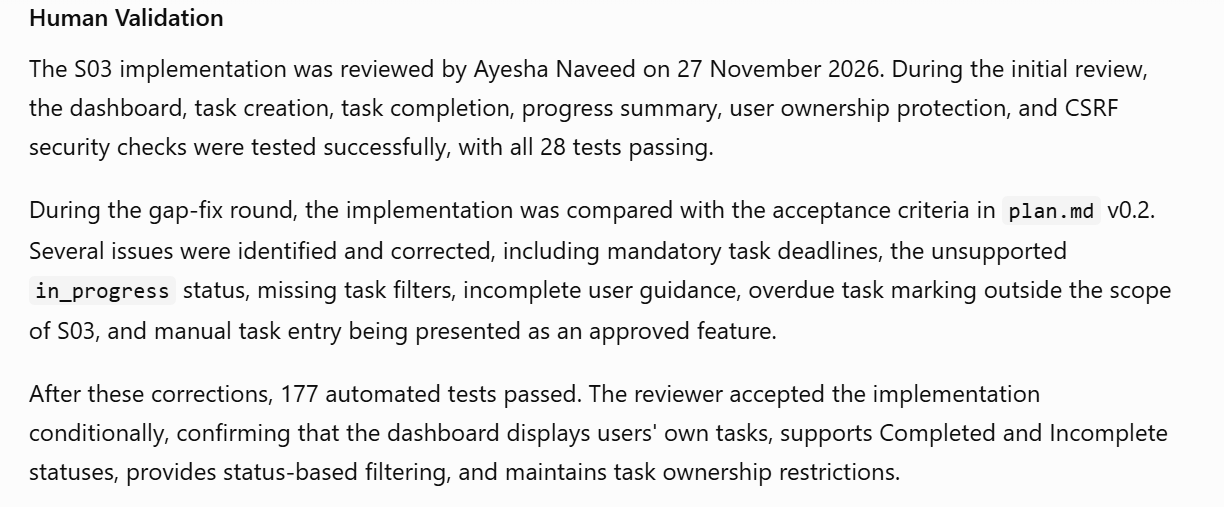 Human Validation
The S03 implementation was reviewed by Ayesha Naveed on 27 November 2026. During the initial review,
the dashboard, task creation, task completion, progress summary, user ownership protection, and CSRF
security checks were tested successfully, with all 28 tests passing.
During the gap-fix round, the implementation was compared with the acceptance criteria in plan.md v0.2.
Several issues were identified and corrected, including mandatory task deadlines, the unsupported
in_progress status, missing task filters, incomplete user guidance, overdue task marking outside the scope
of S03, and manual task entry being presented as an approved feature.
After these corrections, 177 automated tests passed. The reviewer accepted the implementation
conditionally, confirming that the dashboard displays users' own tasks, supports Completed and Incomplete
statuses, provides status-based filtering, and maintains task ownership restrictions.